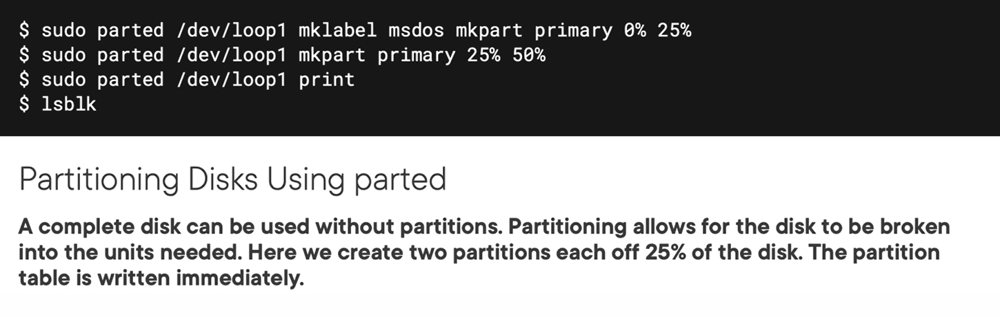 $ sudo parted /dev/loop1 mklabel msdos mkpart primary 0% 25%
$ sudo parted /dev/loop1 mkpart primary 25% 50%
$ sudo parted /dev/loop1 print
$ lsblk
Partitioning Disks Using parted
A complete disk can be used without partitions. Partitioning allows for the disk to be broken
into the units needed. Here we create two partitions each off 25% of the disk. The partition
table is written immediately.